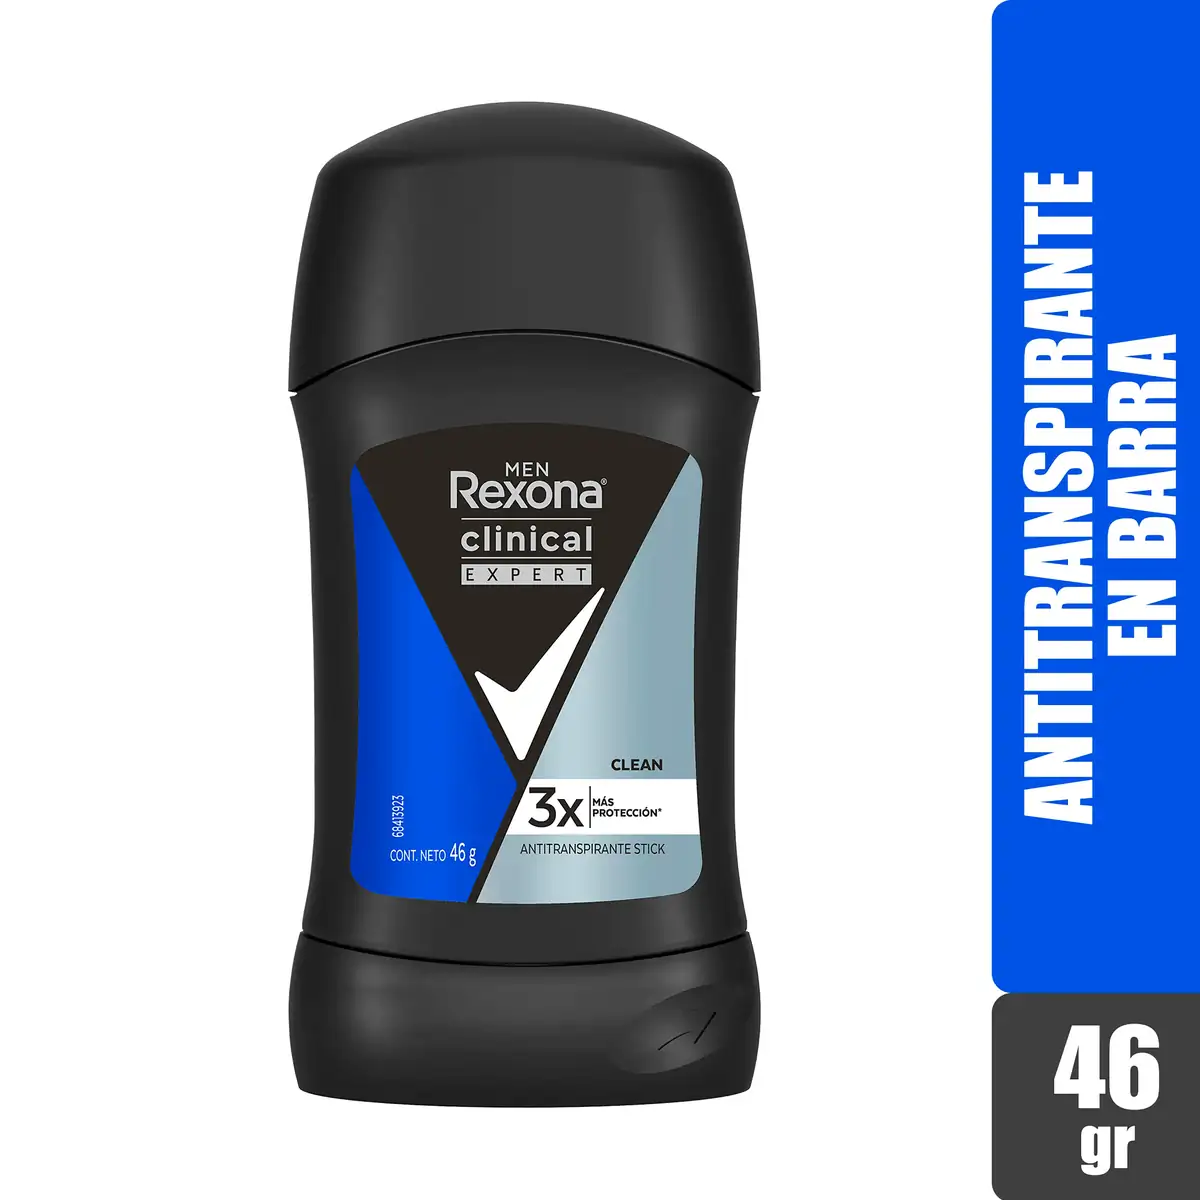 MEN
Rexona®
clinical
EXPERT
CLEAN
3x MÁS
PROTECCIÓN*
ANTITRANSPIRANTE STICK
68413923
CONT. NETO 46 g
ANTITRANSPIRANTE
EN BARRA
46
gr